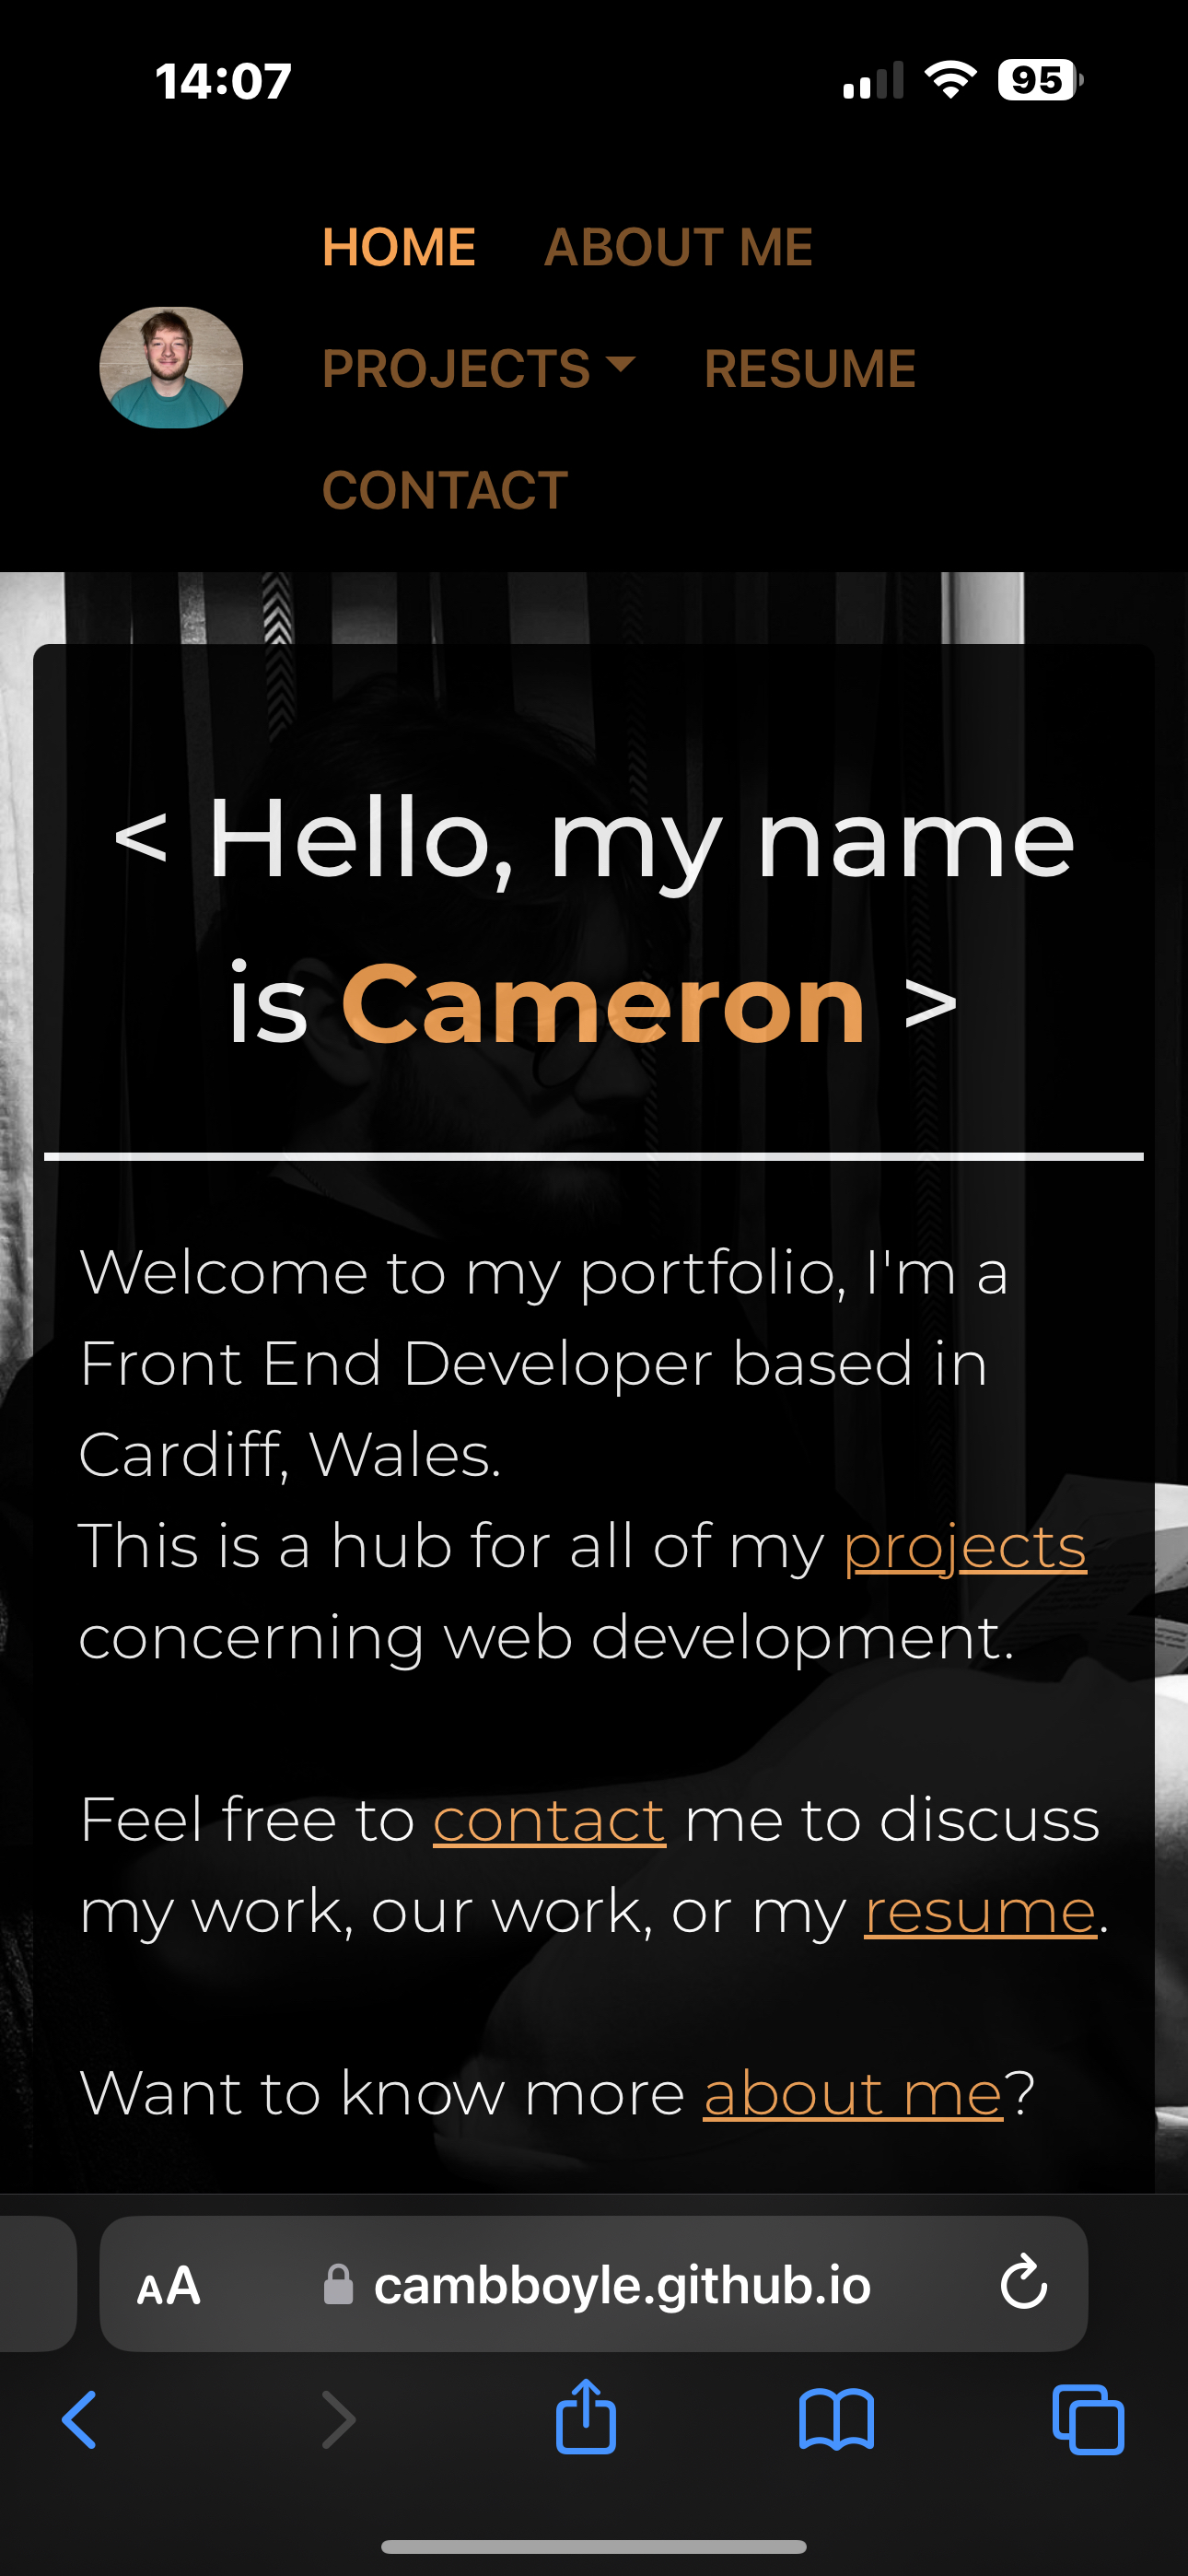 14:07
95
HOME ABOUT ME
PROJECTS RESUME
CONTACT
< Hello, my name
is Cameron >
Welcome to my portfolio, I'm a
Front End Developer based in
Cardiff, Wales.
This is a hub for all of my projects
concerning web development.
Feel free to contact me to discuss
my work, our work, or my resume.
Want to know more about me?
AA cambboyle.github.io